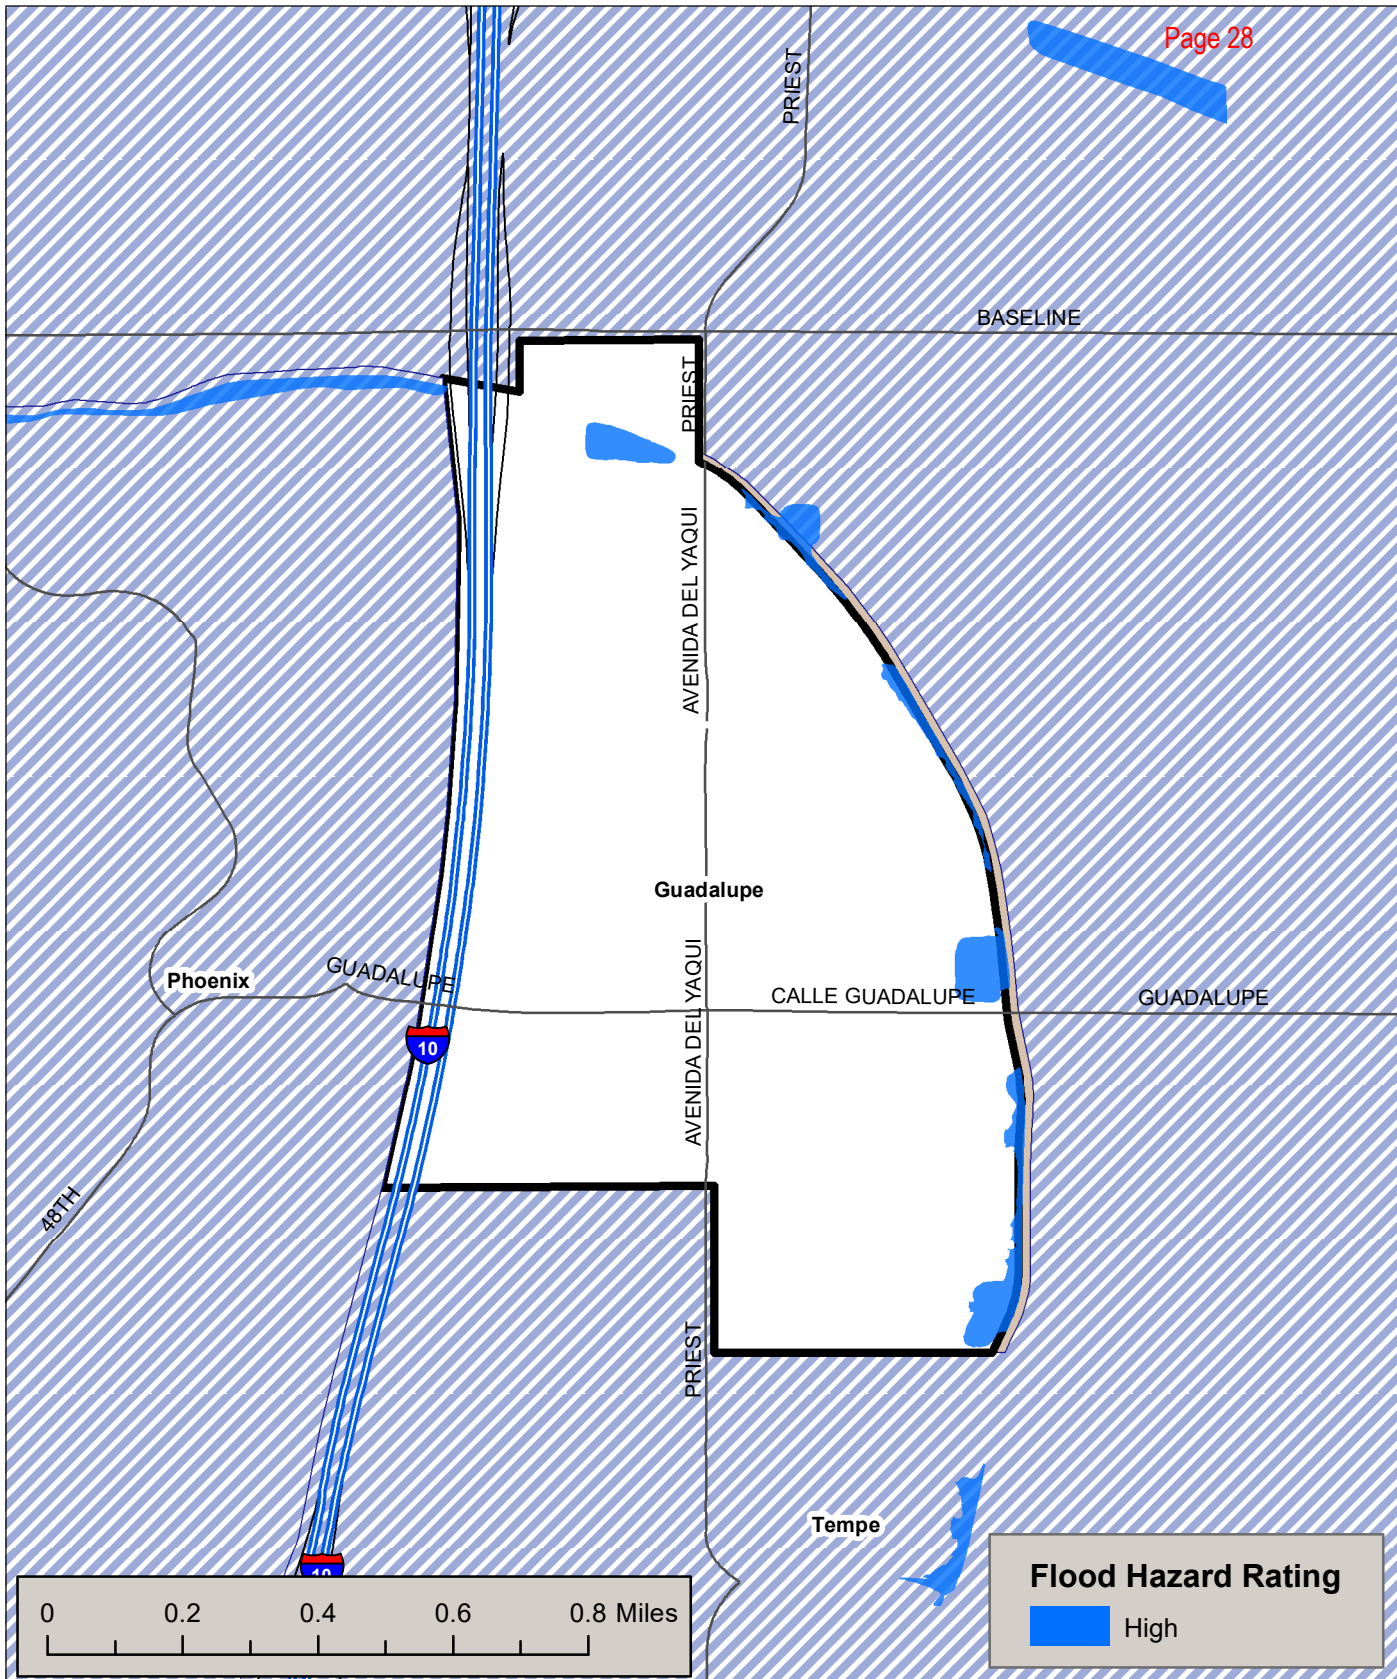 Page 28
PRIEST
BASELINE
PRIEST
AVENIDA DEL YAQUI
Guadalupe
AVENIDA DEL YAQUI
Phoenix
GUADALUPE
CALLE GUADALUPE
GUADALUPE
10
48TH
PRIEST
Tempe
10
Flood Hazard Rating
High
0 0.2 0.4 0.6 0.8 Miles